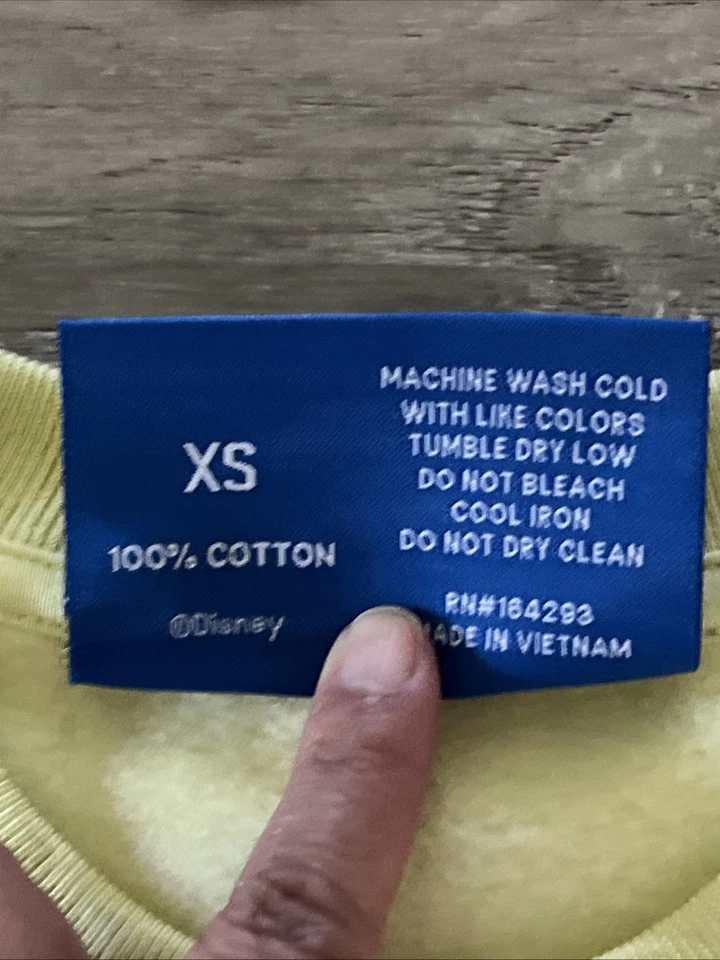 XS
100% COTTON
©Disney
MACHINE WASH COLD
WITH LIKE COLORS
TUMBLE DRY LOW
DO NOT BLEACH
COOL IRON
DO NOT DRY CLEAN
RN#164293
MADE IN VIETNAM